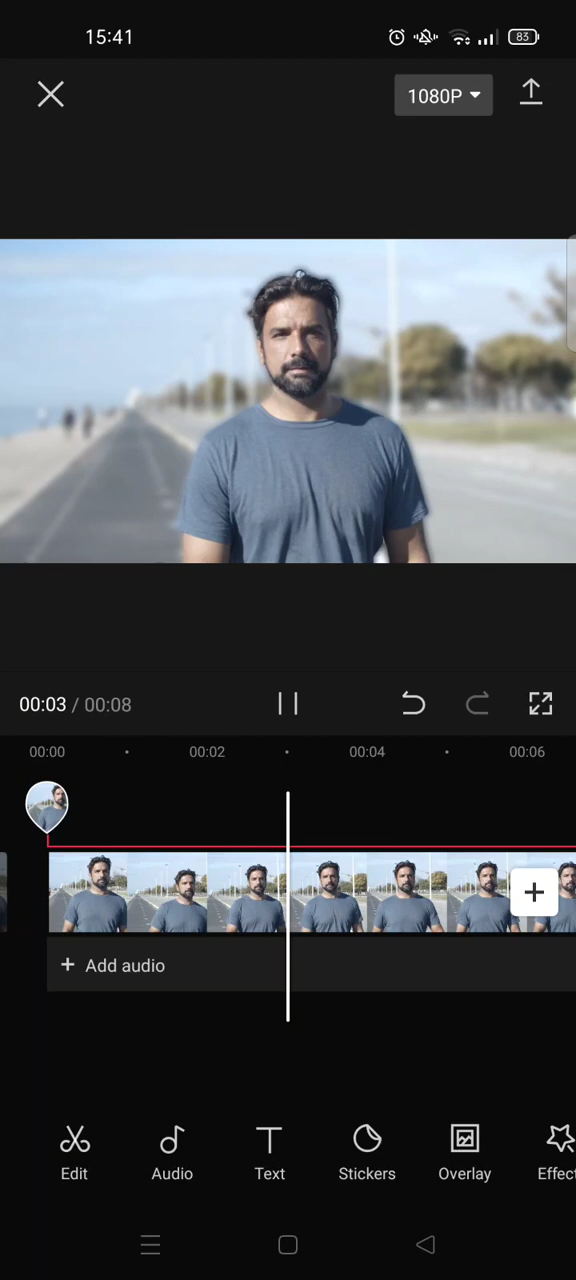 15:41
83
1080P
00:03 / 00:08
00:00
00:02
00:04
00:06
+ Add audio
Edit
Audio
Text
Stickers
Overlay
Effect